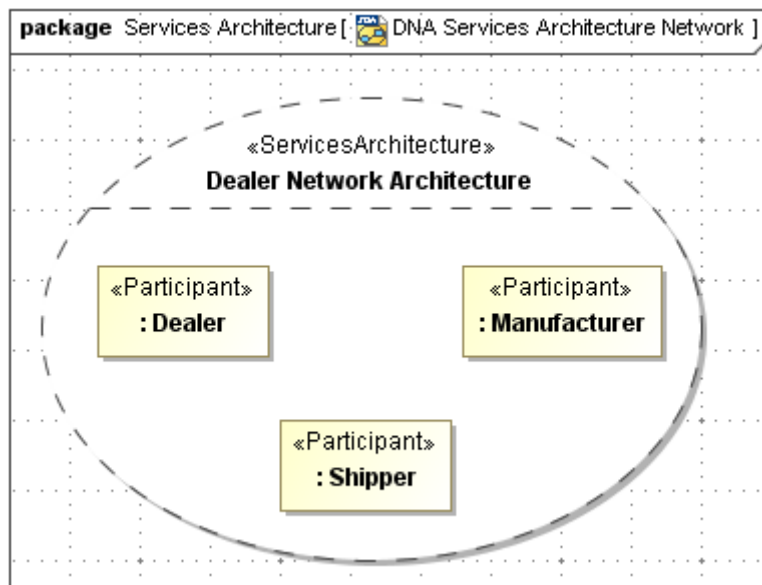 package Services Architecture [ DNA Services Architecture Network ]
«ServicesArchitecture»
Dealer Network Architecture
«Participant»
: Dealer
«Participant»
: Manufacturer
«Participant»
: Shipper